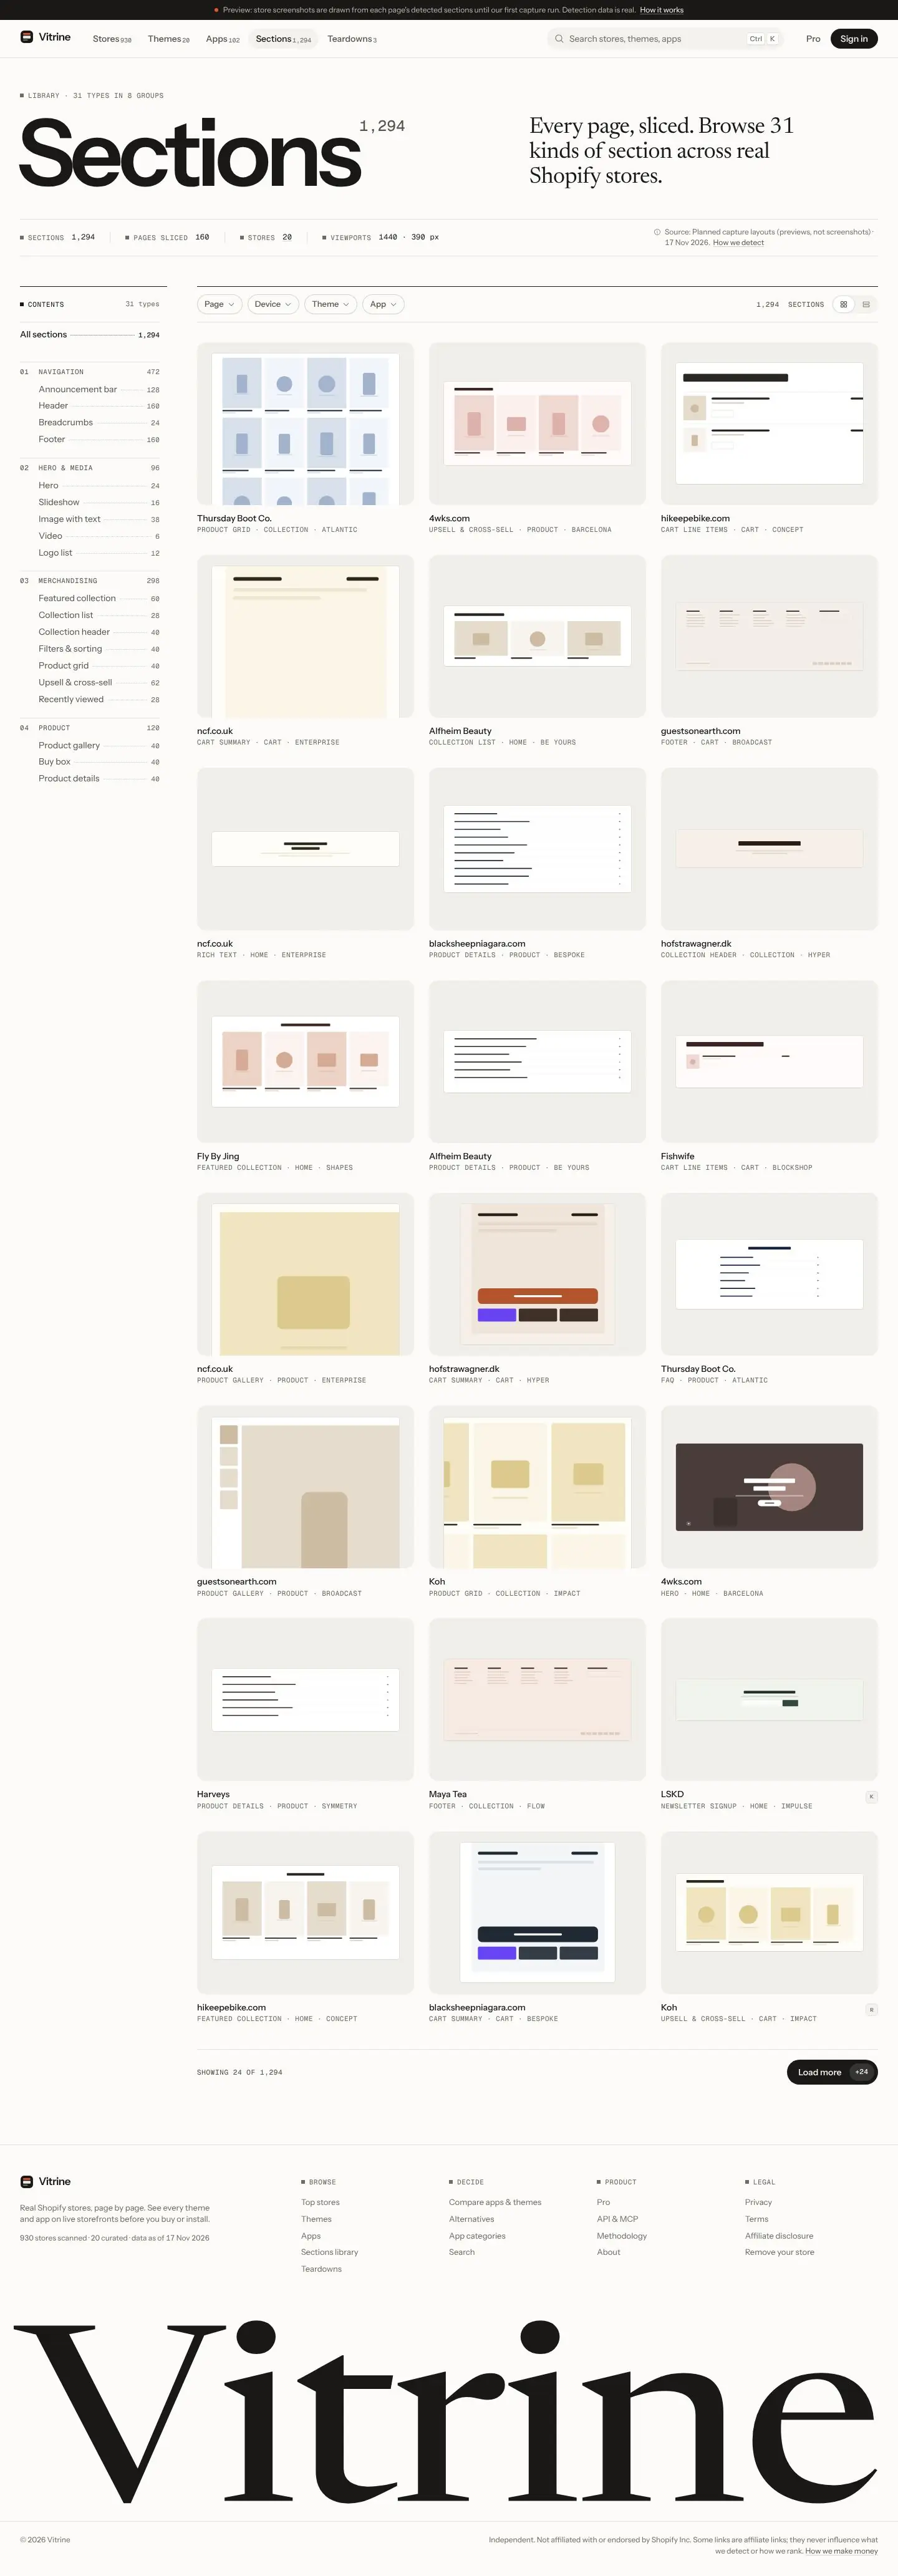 Preview: store screenshots are drawn from each page's detected sections until our first capture run. Detection data is real. How it works
Vitrine
Stores 930
Themes 20
Apps 102
Sections 1,294
Teardowns 3
Search stores, themes, apps
Ctrl K
Pro
Sign in
LIBRARY · 31 TYPES IN 8 GROUPS
Sections
1,294
Every page, sliced. Browse 31
kinds of section across real
Shopify stores.
SECTIONS 1,294
PAGES SLICED 160
STORES 20
VIEWPORTS 1440 · 390 px
Source: Planned capture layouts (previews, not screenshots) ·
17 Nov 2026. How we detect
CONTENTS 31 types
All sections 1,294
01 NAVIGATION 472
Announcement bar 128
Header 160
Breadcrumbs 24
Footer 160
02 HERO & MEDIA 96
Hero 24
Slideshow 16
Image with text 38
Video 6
Logo list 12
03 MERCHANDISING 298
Featured collection 60
Collection list 28
Collection header 40
Filters & sorting 40
Product grid 40
Upsell & cross-sell 62
Recently viewed 28
04 PRODUCT 120
Product gallery 40
Buy box 40
Product details 40
Page
Device
Theme
App
1,294 SECTIONS
Thursday Boot Co.
PRODUCT GRID · COLLECTION · ATLANTIC
4wks.com
UPSELL & CROSS-SELL · PRODUCT · BARCELONA
hikeepebike.com
CART LINE ITEMS · CART · CONCEPT
ncf.co.uk
CART SUMMARY · CART · ENTERPRISE
Alfheim Beauty
COLLECTION LIST · HOME · BE YOURS
guestsonearth.com
FOOTER · CART · BROADCAST
ncf.co.uk
RICH TEXT · HOME · ENTERPRISE
blacksheepniagara.com
PRODUCT DETAILS · PRODUCT · BESPOKE
hofstrawagner.dk
COLLECTION HEADER · COLLECTION · HYPER
Fly By Jing
FEATURED COLLECTION · HOME · SHAPES
Alfheim Beauty
PRODUCT DETAILS · PRODUCT · BE YOURS
Fishwife
CART LINE ITEMS · CART · BLOCKSHOP
ncf.co.uk
PRODUCT GALLERY · PRODUCT · ENTERPRISE
hofstrawagner.dk
CART SUMMARY · CART · HYPER
Thursday Boot Co.
FAQ · PRODUCT · ATLANTIC
guestsonearth.com
PRODUCT GALLERY · PRODUCT · BROADCAST
Koh
PRODUCT GRID · COLLECTION · IMPACT
4wks.com
HERO · HOME · BARCELONA
Harveys
PRODUCT DETAILS · PRODUCT · SYMMETRY
Maya Tea
FOOTER · COLLECTION · FLOW
LSKD
NEWSLETTER SIGNUP · HOME · IMPULSE
K
hikeepebike.com
FEATURED COLLECTION · HOME · CONCEPT
blacksheepniagara.com
CART SUMMARY · CART · BESPOKE
Koh
UPSELL & CROSS-SELL · CART · IMPACT
R
SHOWING 24 OF 1,294
Load more +24
Vitrine
Real Shopify stores, page by page. See every theme
and app on live storefronts before you buy or install.
930 stores scanned · 20 curated · data as of 17 Nov 2026
BROWSE
Top stores
Themes
Apps
Sections library
Teardowns
DECIDE
Compare apps & themes
Alternatives
App categories
Search
PRODUCT
Pro
API & MCP
Methodology
About
LEGAL
Privacy
Terms
Affiliate disclosure
Remove your store
Vitrine
© 2026 Vitrine
Independent. Not affiliated with or endorsed by Shopify Inc. Some links are affiliate links; they never influence what
we detect or how we rank. How we make money